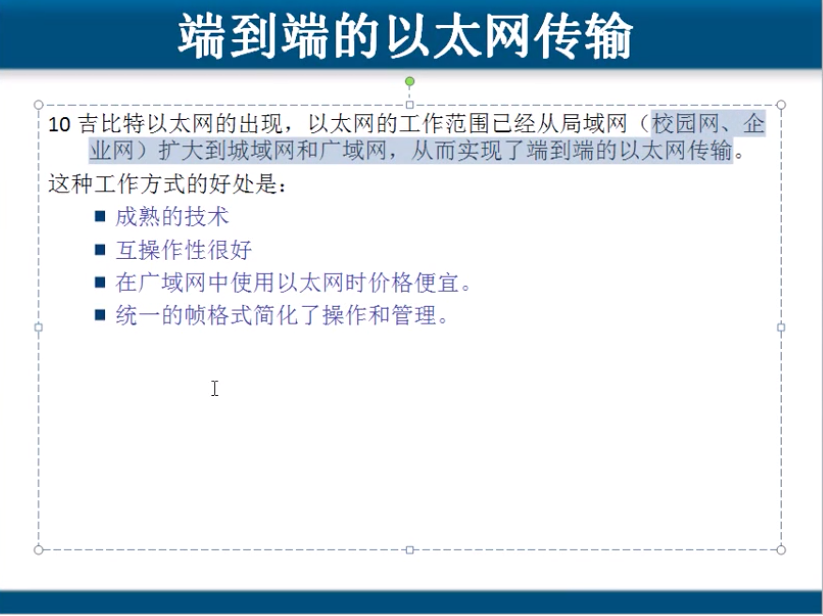 端到端的以太网传输
10 吉比特以太网的出现，以太网的工作范围已经从局域网（校园网、企
业网）扩大到城域网和广域网，从而实现了端到端的以太网传输。
这种工作方式的好处是：
成熟的技术
互操作性很好
在广域网中使用以太网时价格便宜。
统一的帧格式简化了操作和管理。